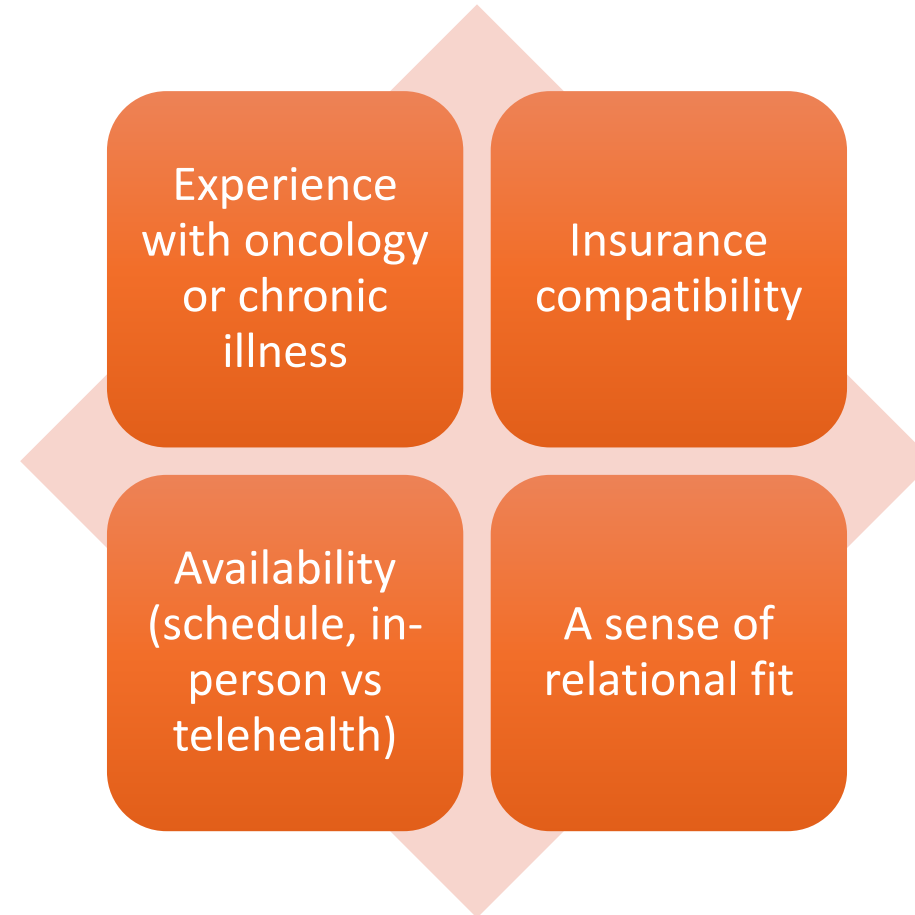 Experience
with oncology
or chronic
illness
Insurance
compatibility
Availability
(schedule, in-
person vs
telehealth)
A sense of
relational fit